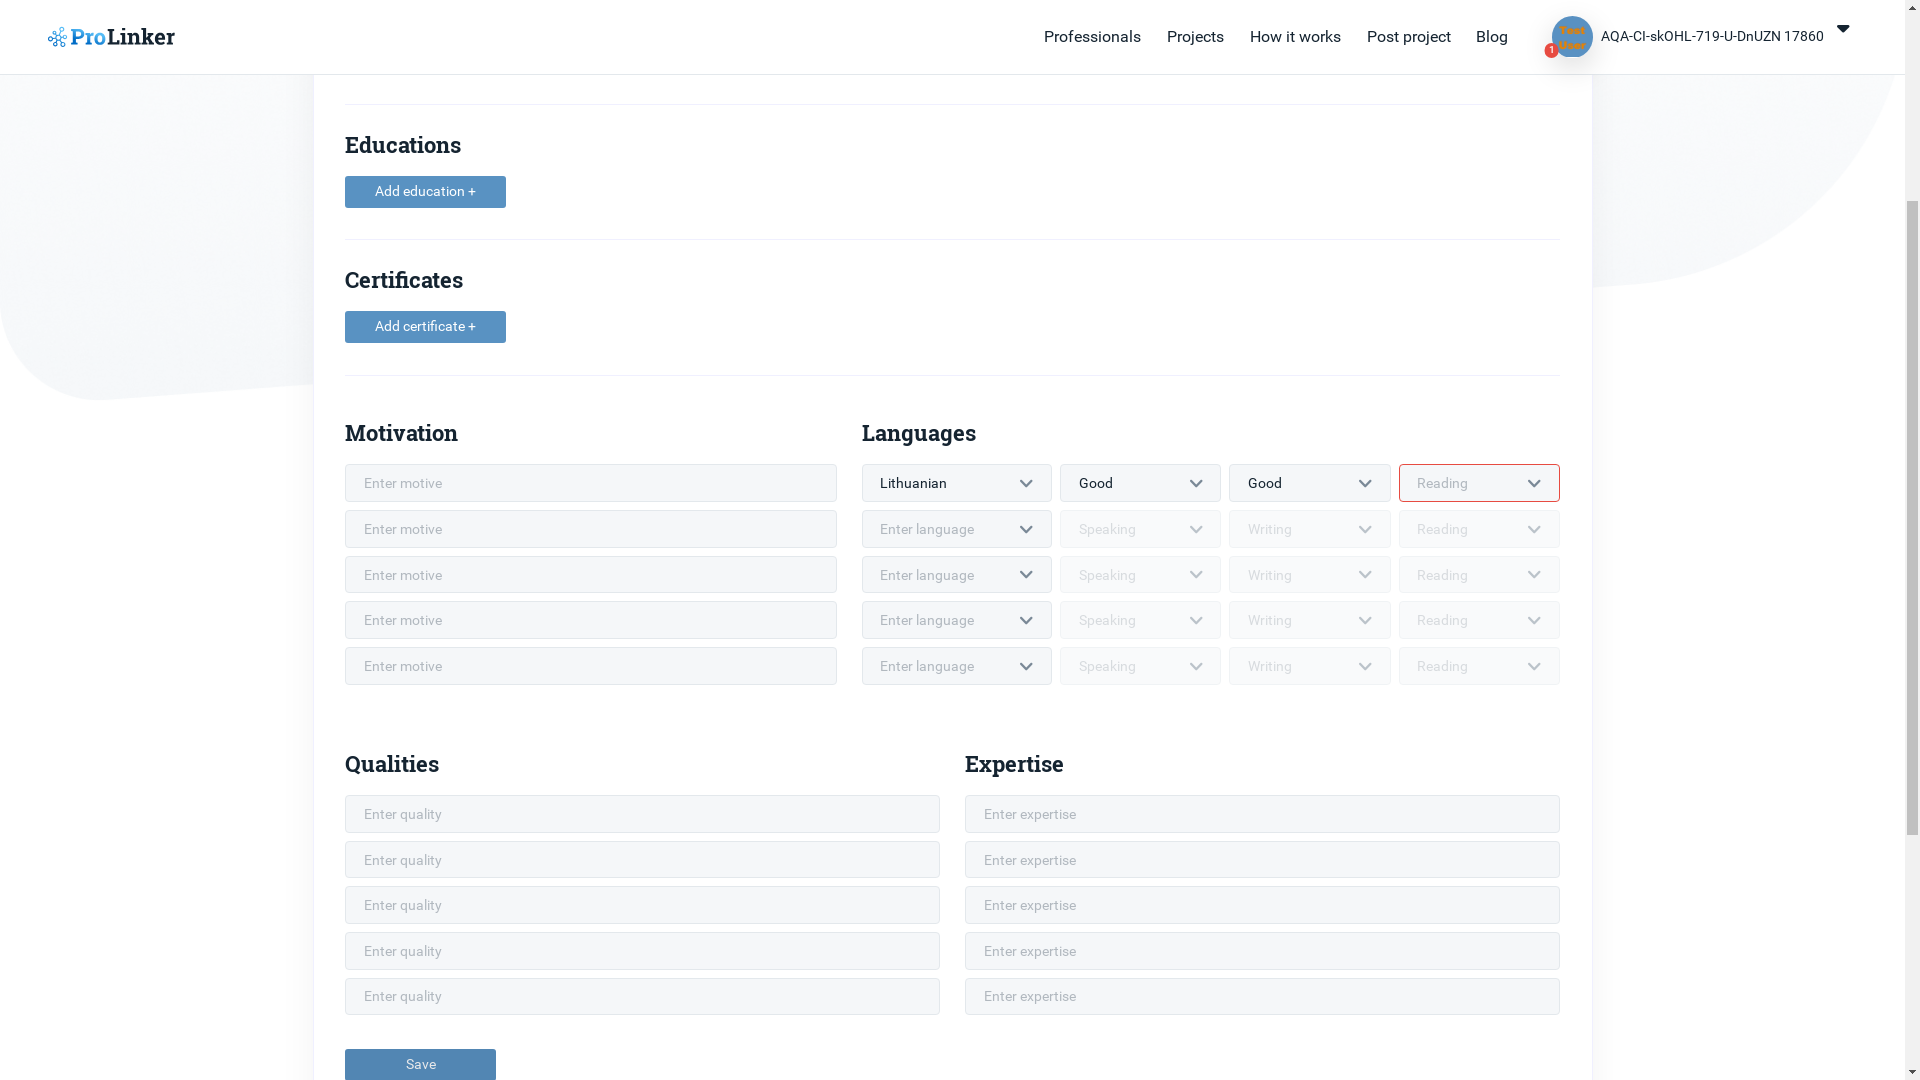 ProLinker
Professionals
Projects
How it works
Post project
Blog
1
Test
User
AQA-CI-skOHL-719-U-DnUZN 17860
Educations
Add education +
Certificates
Add certificate +
Motivation
Enter motive
Enter motive
Enter motive
Enter motive
Enter motive
Languages
Lithuanian Good Good Reading
Enter language Speaking Writing Reading
Enter language Speaking Writing Reading
Enter language Speaking Writing Reading
Enter language Speaking Writing Reading
Qualities
Enter quality
Enter quality
Enter quality
Enter quality
Enter quality
Expertise
Enter expertise
Enter expertise
Enter expertise
Enter expertise
Enter expertise
Save